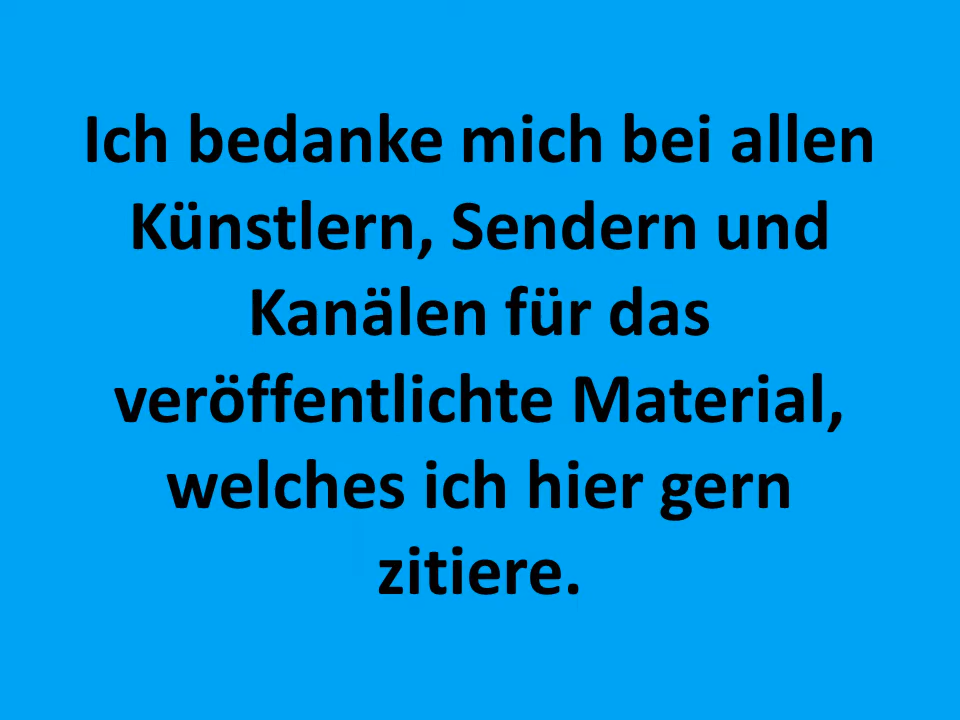 Ich bedanke mich bei allen
Künstlern, Sendern und
Kanälen für das
veröffentlichte Material,
welches ich hier gern
zitiere.